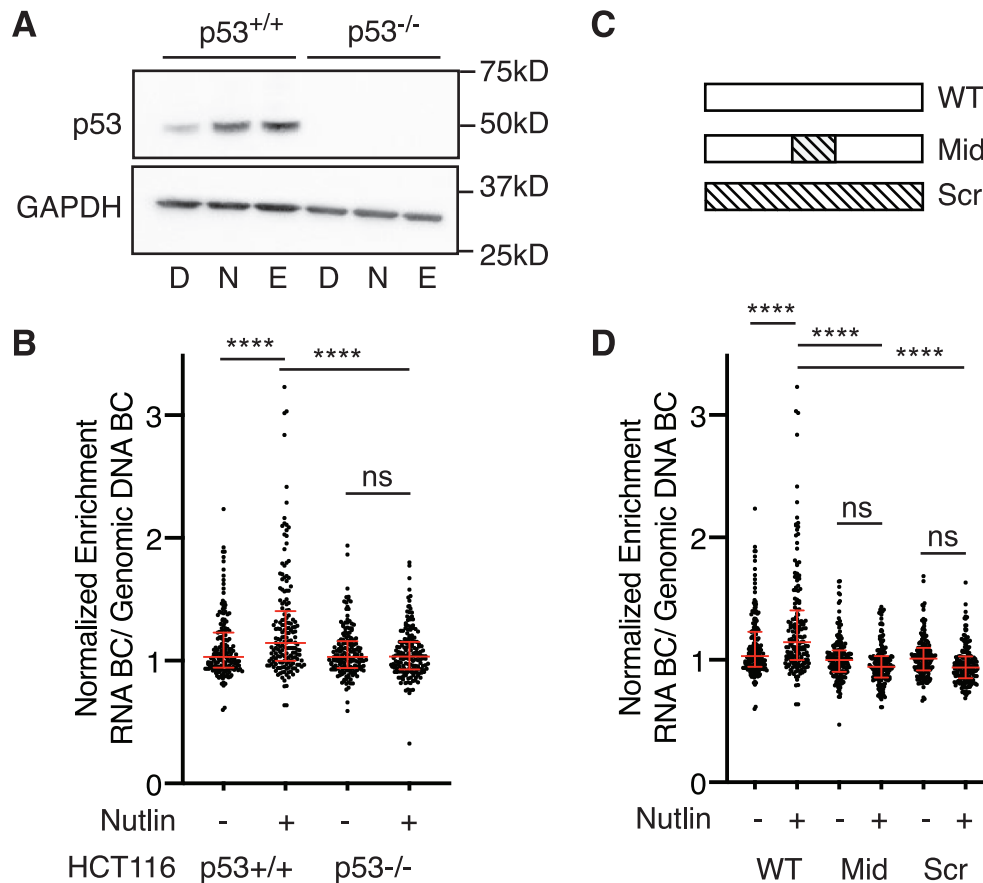 A
p53+/+ p53-/-
75kD
p53
50kD
37kD
GAPDH
25kD
D N E D N E
C
WT
Mid
Scr
B
**** ****
ns
3
2
1
0
Normalized Enrichment
RNA BC/ Genomic DNA BC
Nutlin - + - +
HCT116 p53+/+ p53-/-
D
****
****
****
ns
ns
3
2
1
0
Normalized Enrichment
RNA BC/ Genomic DNA BC
Nutlin - + - + - +
WT Mid Scr